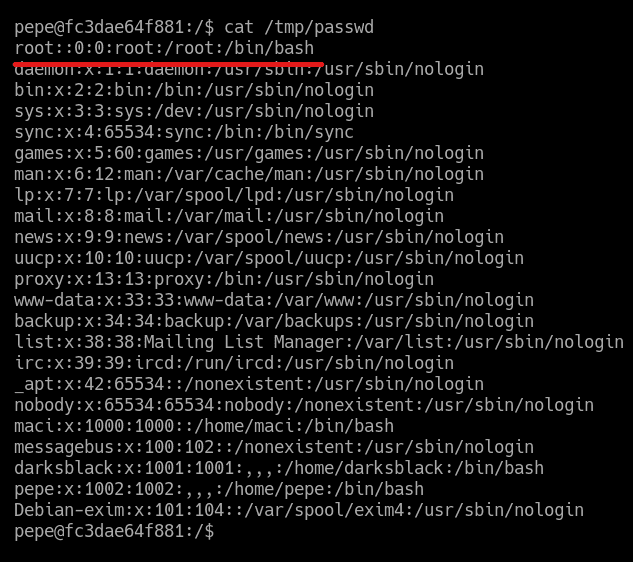 pepe@fc3dae64f881:/$ cat /tmp/passwd
root::0:0:root:/root:/bin/bash
daemon:x:1:1:daemon:/usr/sbin:/usr/sbin/nologin
bin:x:2:2:bin:/bin:/usr/sbin/nologin
sys:x:3:3:sys:/dev:/usr/sbin/nologin
sync:x:4:65534:sync:/bin:/bin/sync
games:x:5:60:games:/usr/games:/usr/sbin/nologin
man:x:6:12:man:/var/cache/man:/usr/sbin/nologin
lp:x:7:7:lp:/var/spool/lpd:/usr/sbin/nologin
mail:x:8:8:mail:/var/mail:/usr/sbin/nologin
news:x:9:9:news:/var/spool/news:/usr/sbin/nologin
uucp:x:10:10:uucp:/var/spool/uucp:/usr/sbin/nologin
proxy:x:13:13:proxy:/bin:/usr/sbin/nologin
www-data:x:33:33:www-data:/var/www:/usr/sbin/nologin
backup:x:34:34:backup:/var/backups:/usr/sbin/nologin
list:x:38:38:Mailing List Manager:/var/list:/usr/sbin/nologin
irc:x:39:39:ircd:/run/ircd:/usr/sbin/nologin
_apt:x:42:65534::/nonexistent:/usr/sbin/nologin
nobody:x:65534:65534:nobody:/nonexistent:/usr/sbin/nologin
maci:x:1000:1000::/home/maci:/bin/bash
messagebus:x:100:102::/nonexistent:/usr/sbin/nologin
darksblack:x:1001:1001:,,,:/home/darksblack:/bin/bash
pepe:x:1002:1002:,,,:/home/pepe:/bin/bash
Debian-exim:x:101:104::/var/spool/exim4:/usr/sbin/nologin
pepe@fc3dae64f881:/$